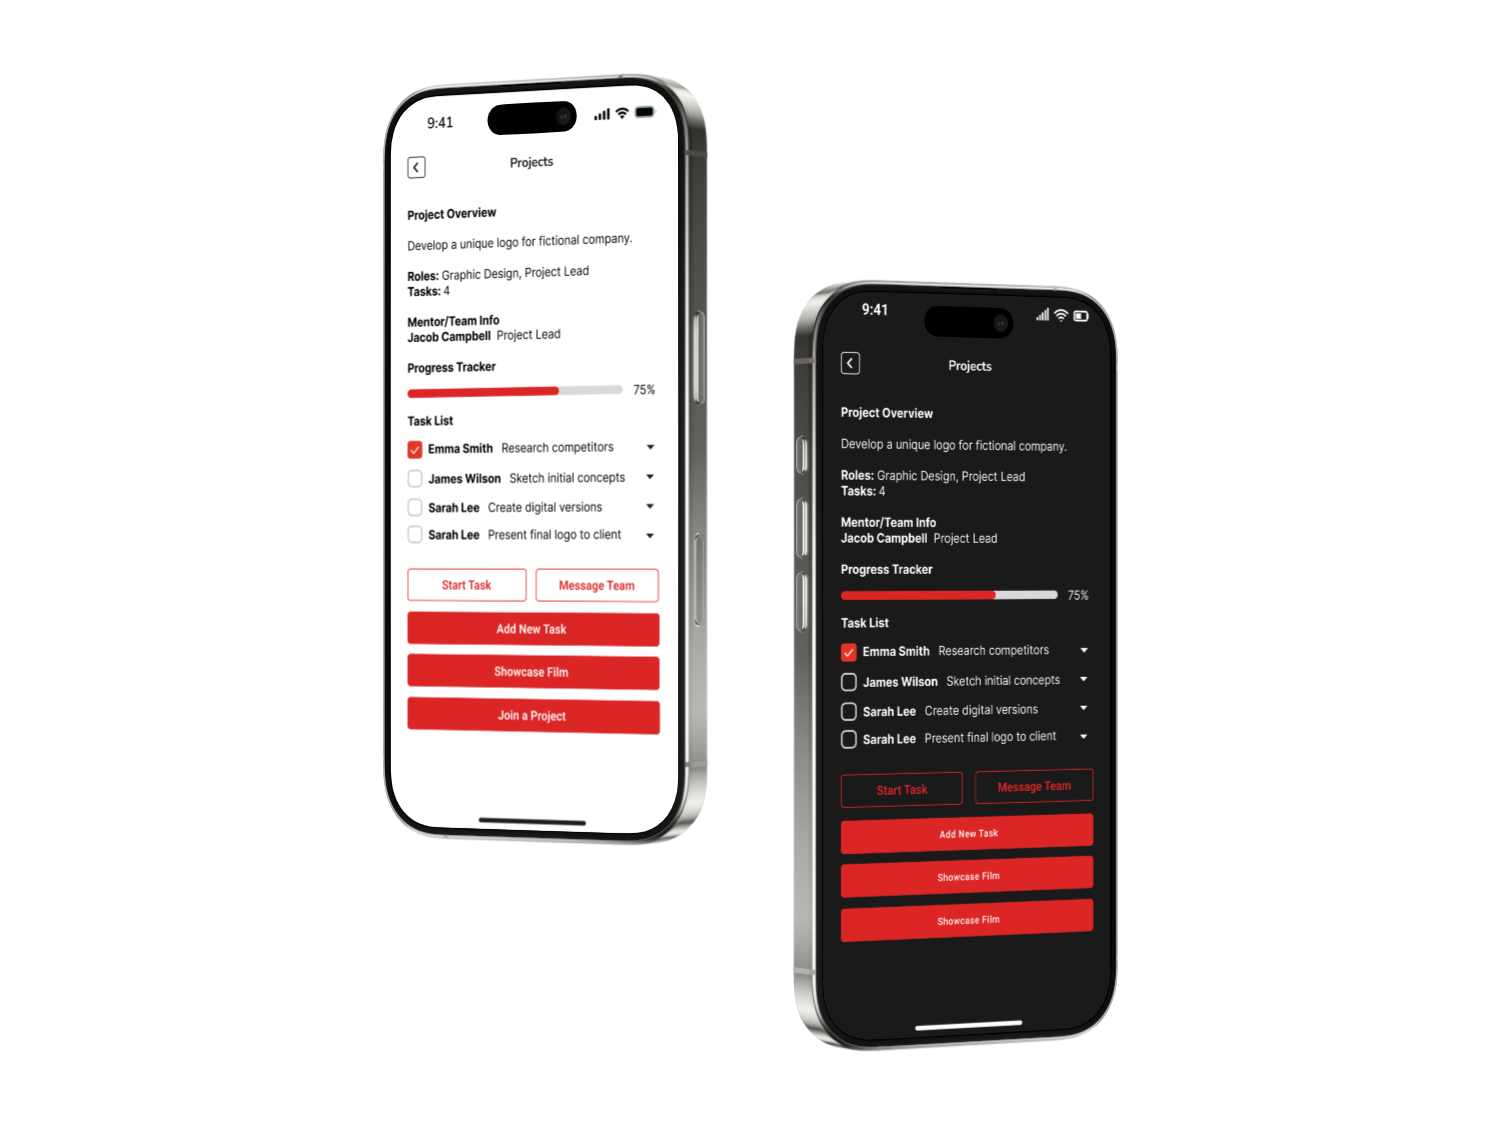 9:41
Projects
Project Overview
Develop a unique logo for fictional company.
Roles: Graphic Design, Project Lead
Tasks: 4
Mentor/Team Info
Jacob Campbell Project Lead
Progress Tracker
75%
Task List
Emma Smith Research competitors
James Wilson Sketch initial concepts
Sarah Lee Create digital versions
Sarah Lee Present final logo to client
Start Task Message Team
Add New Task
Showcase Film
Join a Project
9:41
Projects
Project Overview
Develop a unique logo for fictional company.
Roles: Graphic Design, Project Lead
Tasks: 4
Mentor/Team Info
Jacob Campbell Project Lead
Progress Tracker
75%
Task List
Emma Smith Research competitors
James Wilson Sketch initial concepts
Sarah Lee Create digital versions
Sarah Lee Present final logo to client
Start Task Message Team
Add New Task
Showcase Film
Showcase Film